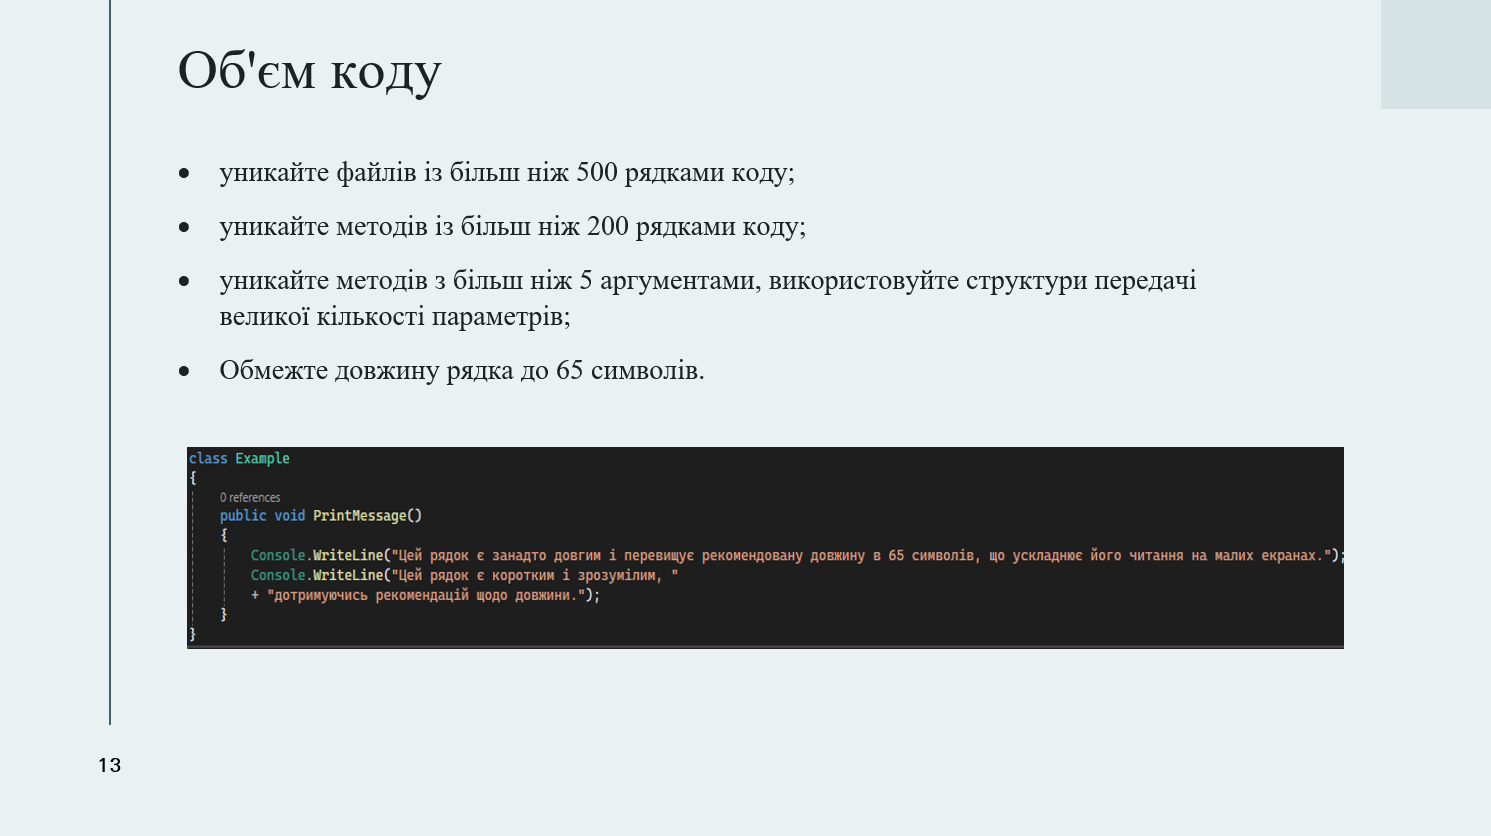 Об'єм коду
● уникайте файлів із більш ніж 500 рядками коду;
● уникайте методів із більш ніж 200 рядками коду;
● уникайте методів з більш ніж 5 аргументами, використовуйте структури передачі
великої кількості параметрів;
● Обмежте довжину рядка до 65 символів.
class Example
{
0 references
public void PrintMessage()
{
Console.WriteLine("Цей рядок є занадто довгим і перевищує рекомендовану довжину в 65 символів, що ускладнює його читання на малих екранах.");
Console.WriteLine("Цей рядок є коротким і зрозумілим, "
+ "дотримуючись рекомендацій щодо довжини.");
}
}
13